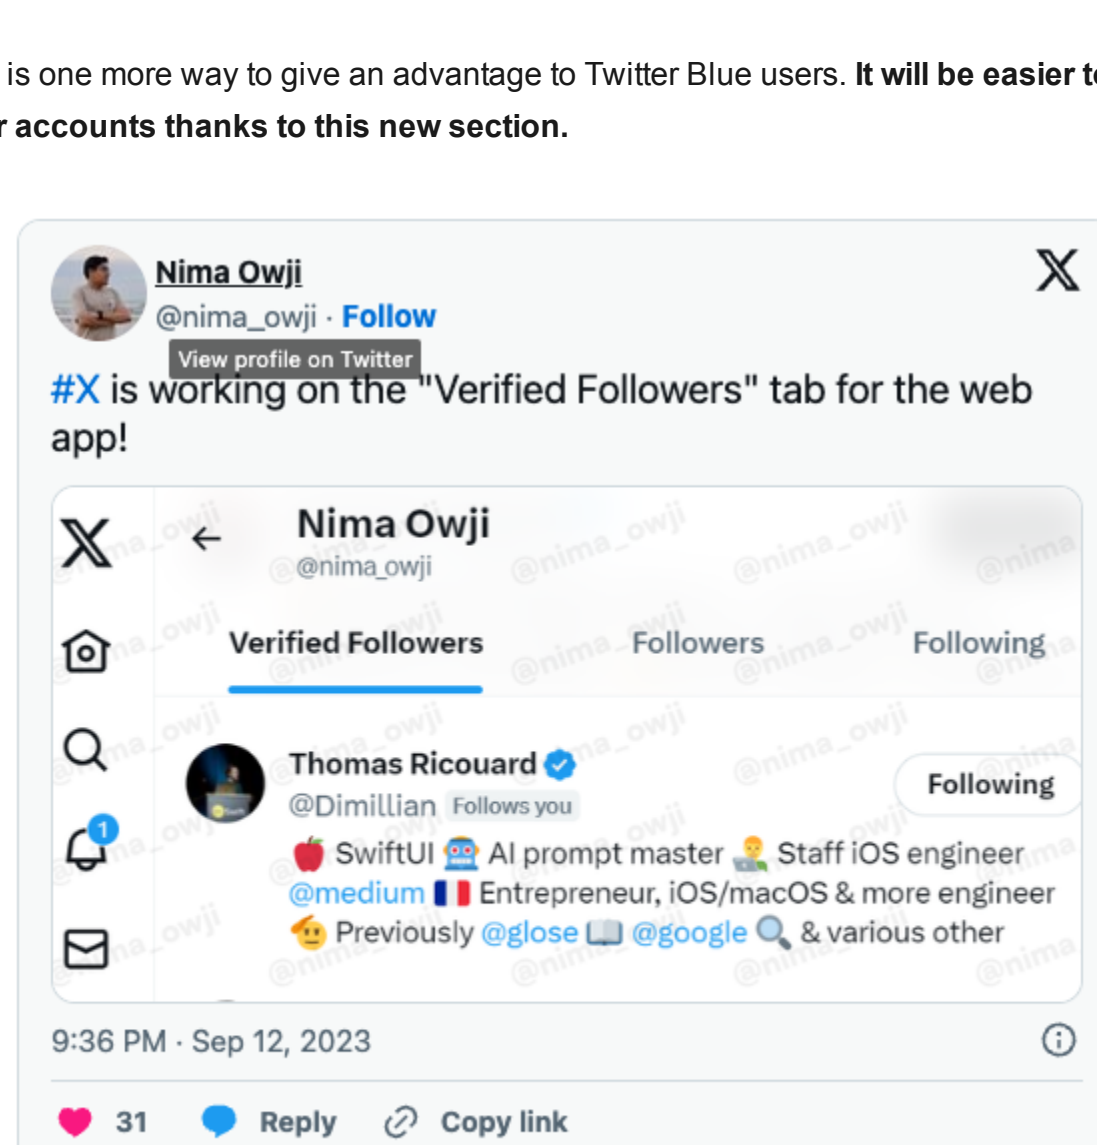 is one more way to give an advantage to Twitter Blue users. It will be easier to
r accounts thanks to this new section.
Nima Owji
@nima_owji · Follow
View profile on Twitter
#X is working on the "Verified Followers" tab for the web
app!
Nima Owji
@nima_owji
Verified Followers Followers Following
Thomas Ricouard
@Dimillian Follows you
Following
🍎 SwiftUI 🤖 AI prompt master 👨‍💻 Staff iOS engineer
@medium 🇫🇷 Entrepreneur, iOS/macOS & more engineer
🫡 Previously @glose 📖 @google 🔍 & various other
1
9:36 PM · Sep 12, 2023
31 Reply Copy link